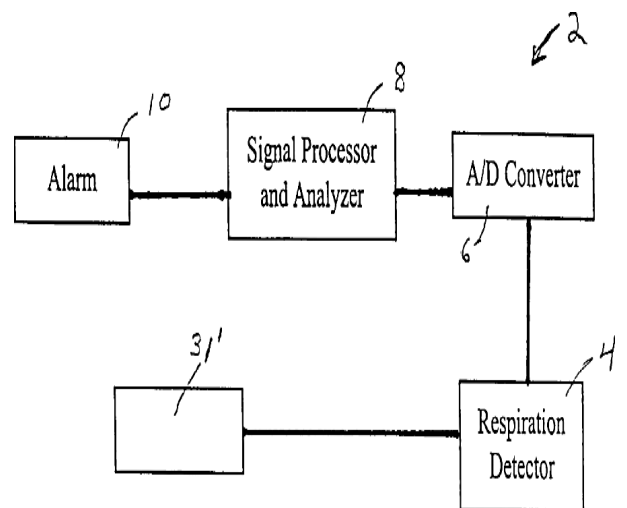 2
10
8
Alarm
Signal Processor
and Analyzer
A/D Converter
6
31'
4
Respiration
Detector